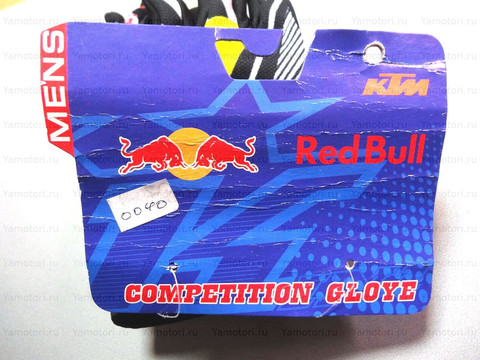 MENS
KTM
Red Bull
0040
COMPETITION GLOYE
Yamotori.ru